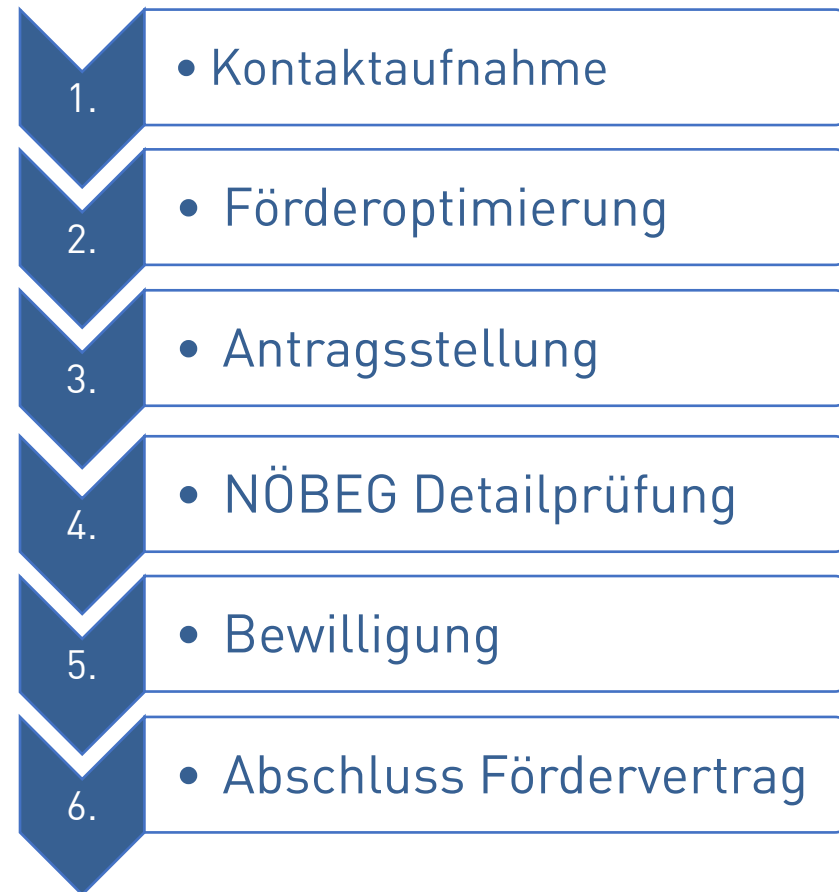 1. • Kontaktaufnahme
2. • Förderoptimierung
3. • Antragsstellung
4. • NÖBEG Detailprüfung
5. • Bewilligung
6. • Abschluss Fördervertrag